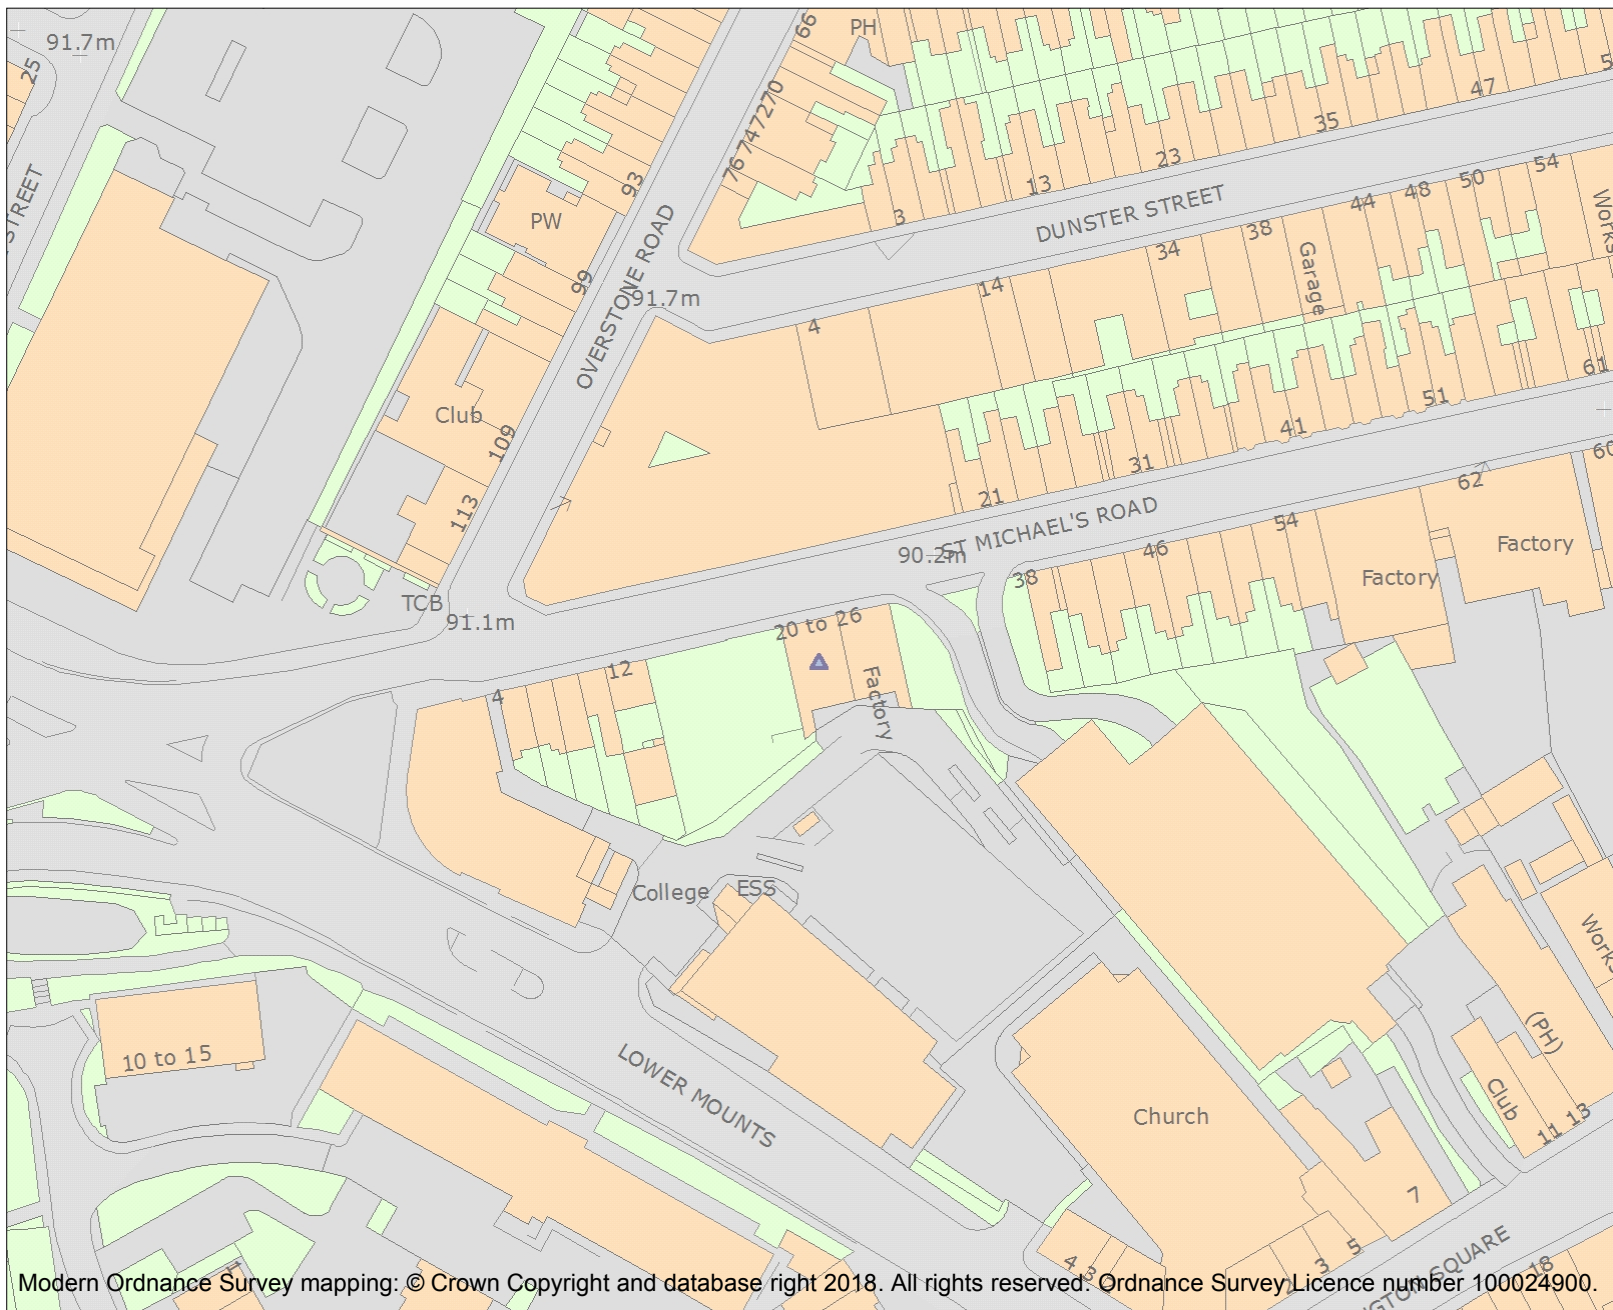 91.7m
25
STREET
PH
66
70
72
74
76
93
PW
99
OVERSTONE ROAD
91.7m
Club
109
113
3
13
23
35
47
DUNSTER STREET
4
14
34
38
44
48
50
54
Garage
Works
21
31
41
51
61
ST MICHAEL'S ROAD
90.2m
38
46
54
62
60
Factory
Factory
TCB
91.1m
4
12
20 to 26
Factory
College
ESS
LOWER MOUNTS
10 to 15
Church
Works
(PH)
Club
11
13
7
5
3
4
3
18
1
GTON SQUARE
Modern Ordnance Survey mapping: © Crown Copyright and database right 2018. All rights reserved. Ordnance Survey Licence number 100024900.